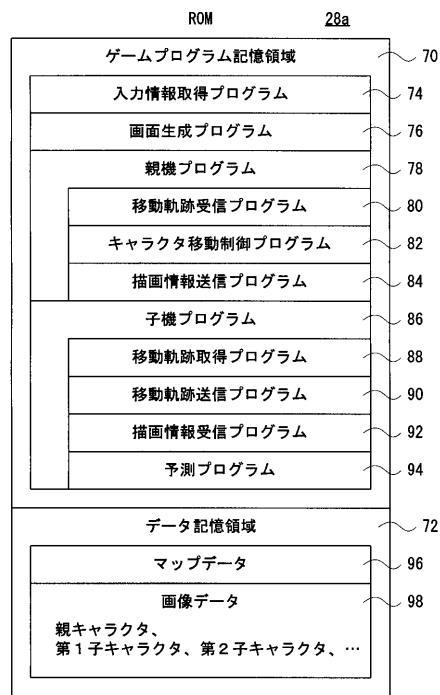 ROM 28a
ゲームプログラム記憶領域 70
入力情報取得プログラム 74
画面生成プログラム 76
親機プログラム 78
移動軌跡受信プログラム 80
キャラクタ移動制御プログラム 82
描画情報送信プログラム 84
子機プログラム 86
移動軌跡取得プログラム 88
移動軌跡送信プログラム 90
描画情報受信プログラム 92
予測プログラム 94
データ記憶領域 72
マップデータ 96
画像データ 98
親キャラクタ、
第1子キャラクタ、第2子キャラクタ、…